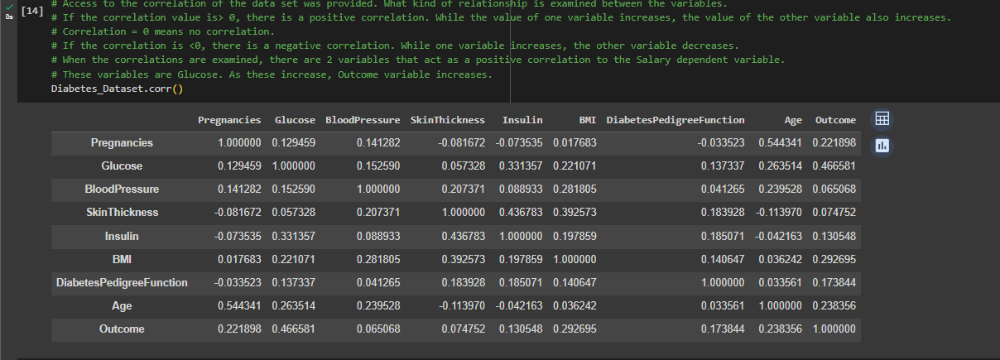 # Access to the correlation of the data set was provided. What kind of relationship is examined between the variables.
[14] # If the correlation value is> 0, there is a positive correlation. While the value of one variable increases, the value of the other variable also increases.
0s
# Correlation = 0 means no correlation.
# If the correlation is <0, there is a negative correlation. While one variable increases, the other variable decreases.
# When the correlations are examined, there are 2 variables that act as a positive correlation to the Salary dependent variable.
# These variables are Glucose. As these increase, Outcome variable increases.
Diabetes_Dataset.corr()
Pregnancies Glucose BloodPressure SkinThickness Insulin BMI DiabetesPedigreeFunction Age Outcome
Pregnancies 1.000000 0.129459 0.141282 -0.081672 -0.073535 0.017683 -0.033523 0.544341 0.221898
Glucose 0.129459 1.000000 0.152590 0.057328 0.331357 0.221071 0.137337 0.263514 0.466581
BloodPressure 0.141282 0.152590 1.000000 0.207371 0.088933 0.281805 0.041265 0.239528 0.065068
SkinThickness -0.081672 0.057328 0.207371 1.000000 0.436783 0.392573 0.183928 -0.113970 0.074752
Insulin -0.073535 0.331357 0.088933 0.436783 1.000000 0.197859 0.185071 -0.042163 0.130548
BMI 0.017683 0.221071 0.281805 0.392573 0.197859 1.000000 0.140647 0.036242 0.292695
DiabetesPedigreeFunction -0.033523 0.137337 0.041265 0.183928 0.185071 0.140647 1.000000 0.033561 0.173844
Age 0.544341 0.263514 0.239528 -0.113970 -0.042163 0.036242 0.033561 1.000000 0.238356
Outcome 0.221898 0.466581 0.065068 0.074752 0.130548 0.292695 0.173844 0.238356 1.000000